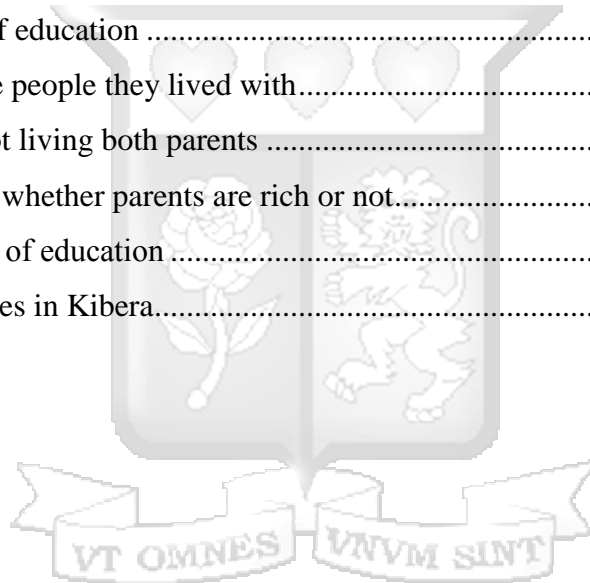 f education ................................................................
e people they lived with................................................
ot living both parents ....................................................
whether parents are rich or not......................................
of education ..............................................................
es in Kibera................................................................
VT OMNES VNVM SINT